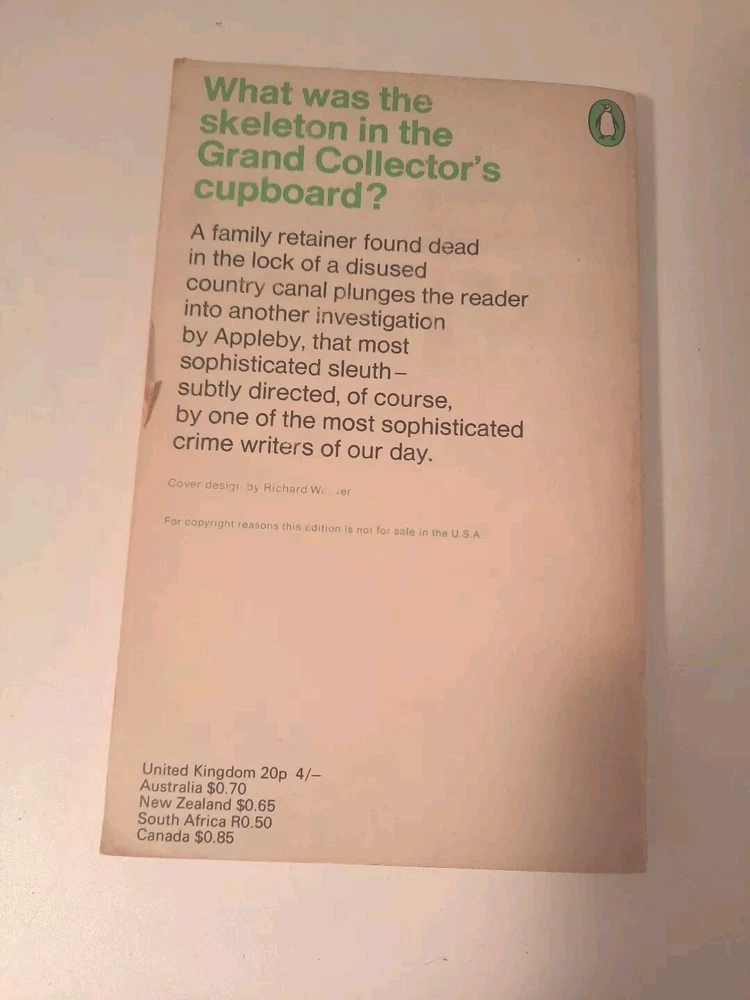 What was the
skeleton in the
Grand Collector's
cupboard?
A family retainer found dead
in the lock of a disused
country canal plunges the reader
into another investigation
by Appleby, that most
sophisticated sleuth–
subtly directed, of course,
by one of the most sophisticated
crime writers of our day.
Cover design by Richard
For copyright reasons this edition is not for sale in the U.S.A.
United Kingdom 20p 4/–
Australia $0.70
New Zealand $0.65
South Africa R0.50
Canada $0.85